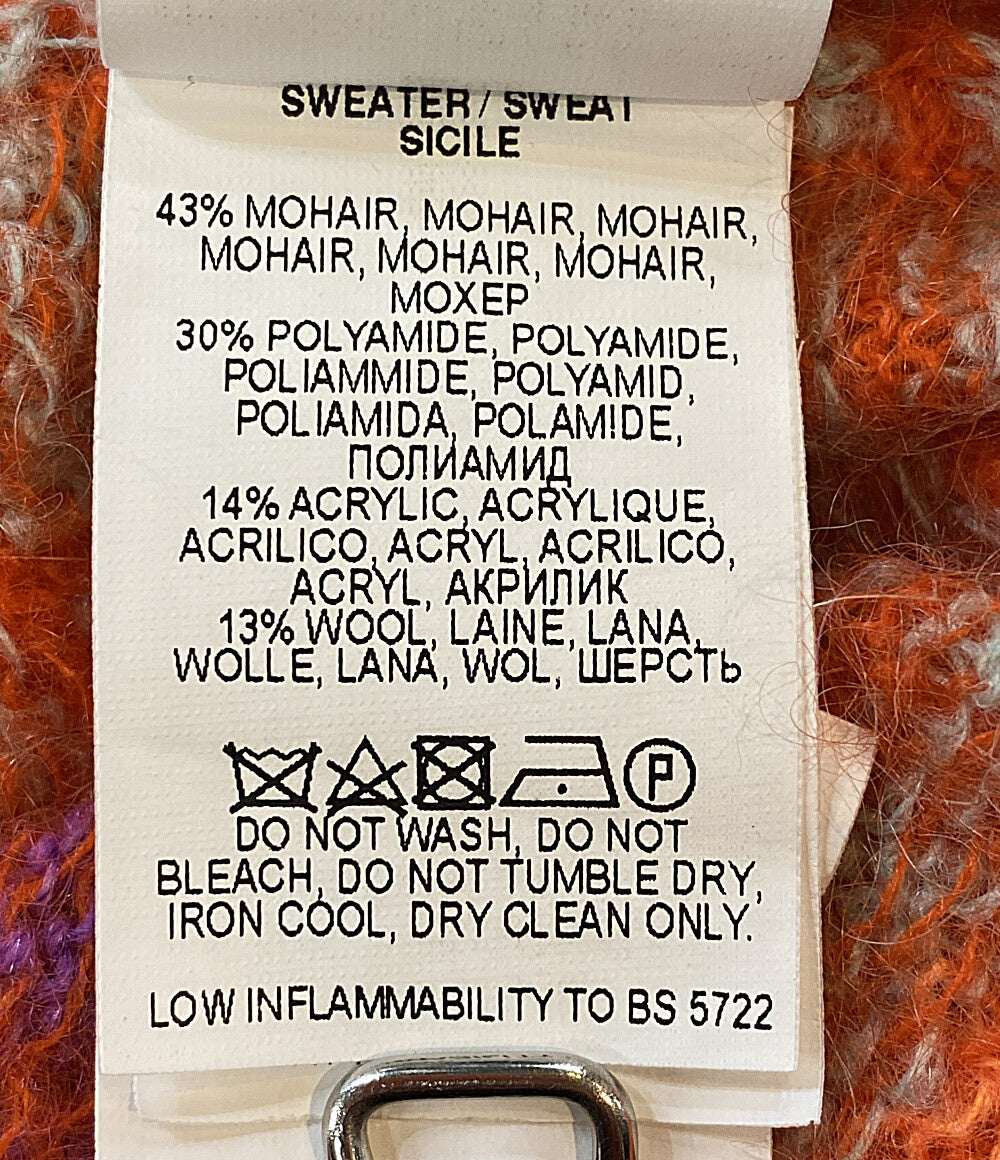 SWEATER / SWEAT
SICILE
43% MOHAIR, MOHAIR, MOHAIR,
MOHAIR, MOHAIR, MOHAIR,
МОХЕР
30% POLYAMIDE, POLYAMIDE,
POLIAMMIDE, POLYAMID,
POLIAMIDA, POLAMIDE,
ПОЛИАМИД
14% ACRYLIC, ACRYLIQUE,
ACRILICO, ACRYL, ACRILICO,
ACRYL, АКРИЛИК
13% WOOL, LAINE, LANA,
WOLLE, LANA, WOL, ШЕРСТЬ
P
DO NOT WASH, DO NOT
BLEACH, DO NOT TUMBLE DRY,
IRON COOL, DRY CLEAN ONLY.
LOW INFLAMMABILITY TO BS 5722